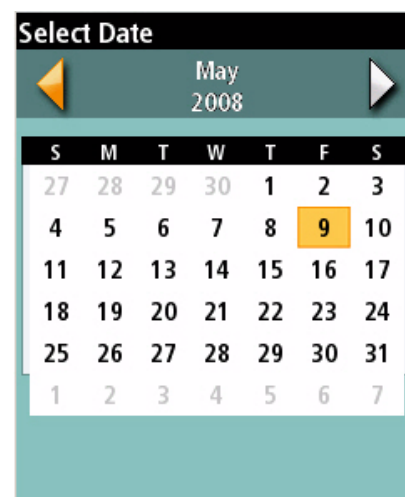 Select Date
May
2008
S M T W T F S
27 28 29 30 1 2 3
4 5 6 7 8 9 10
11 12 13 14 15 16 17
18 19 20 21 22 23 24
25 26 27 28 29 30 31
1 2 3 4 5 6 7